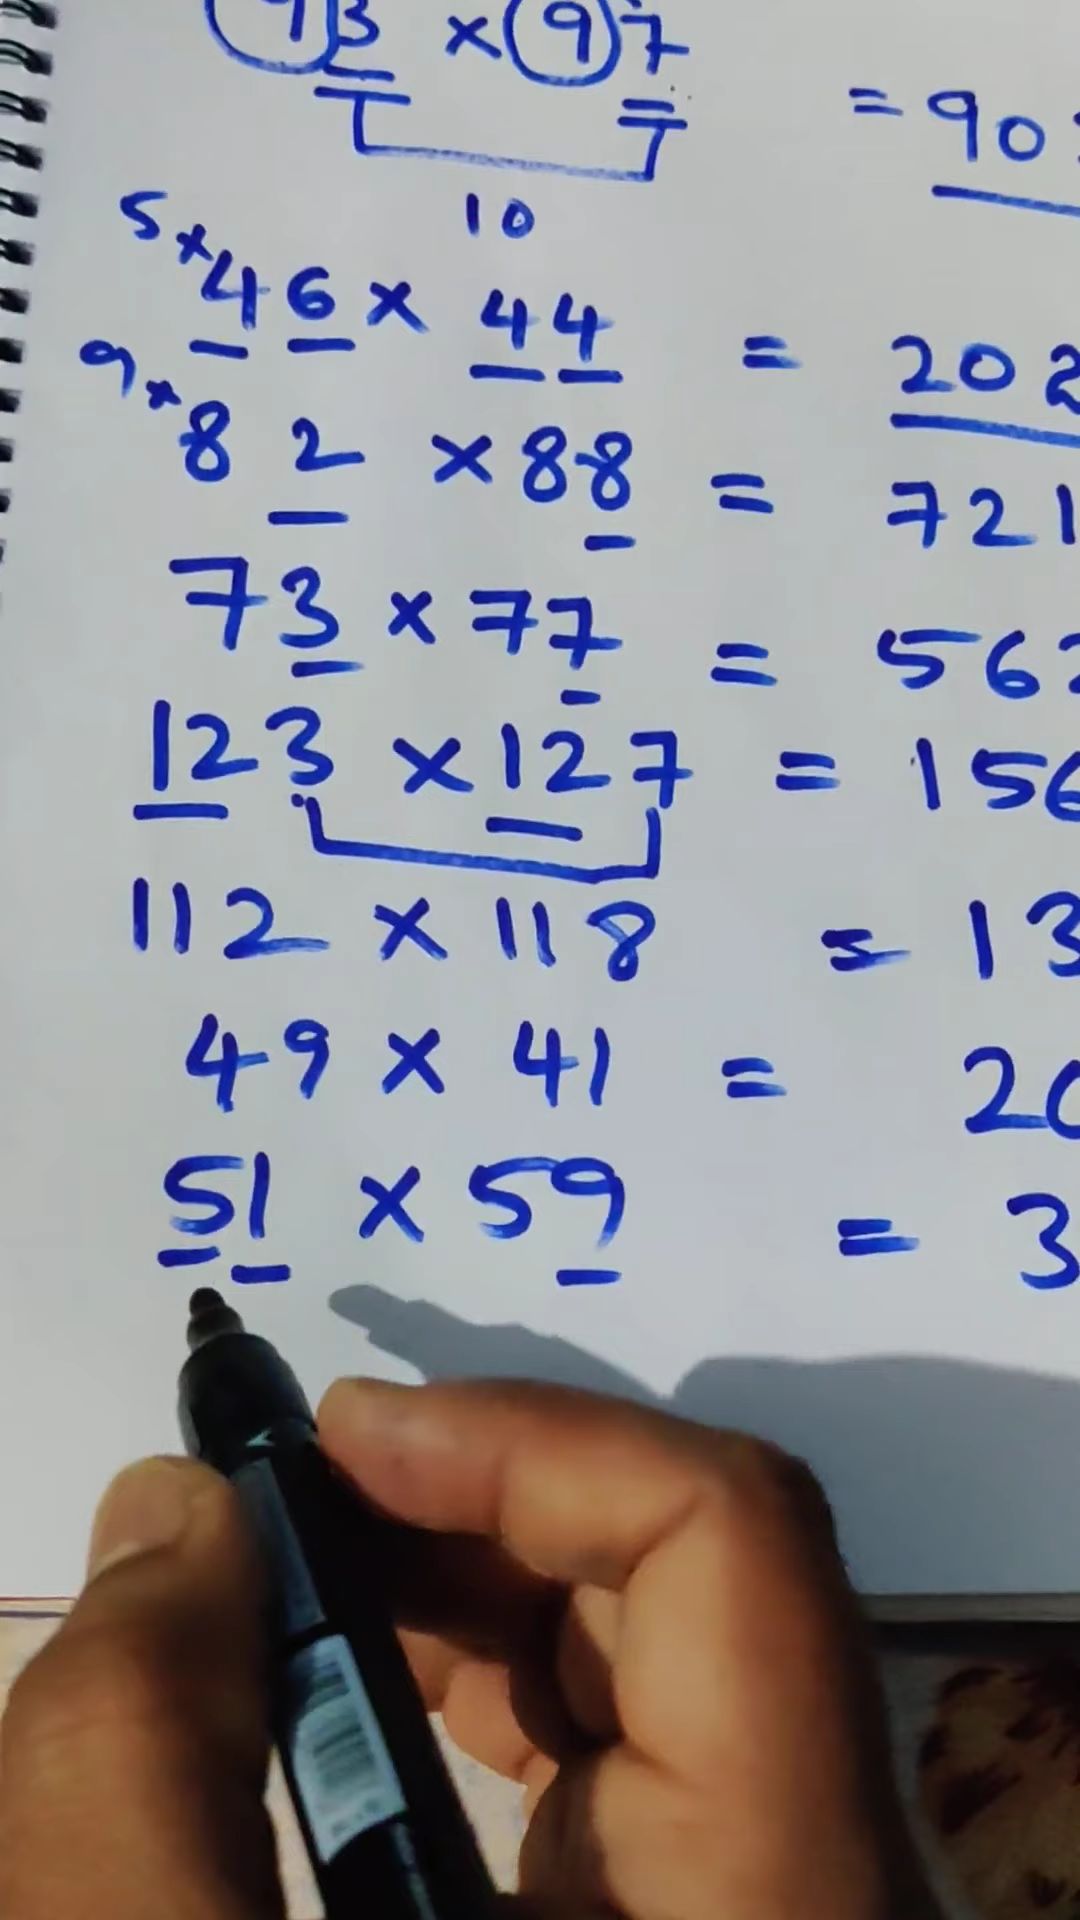 93 × 97 = 90
10
5 ×
46 × 44 = 202
9 ×
82 × 88 = 721
73 × 77 = 562
123 × 127 = 156
112 × 118 = 13
49 × 41 = 20
51 × 59 = 3